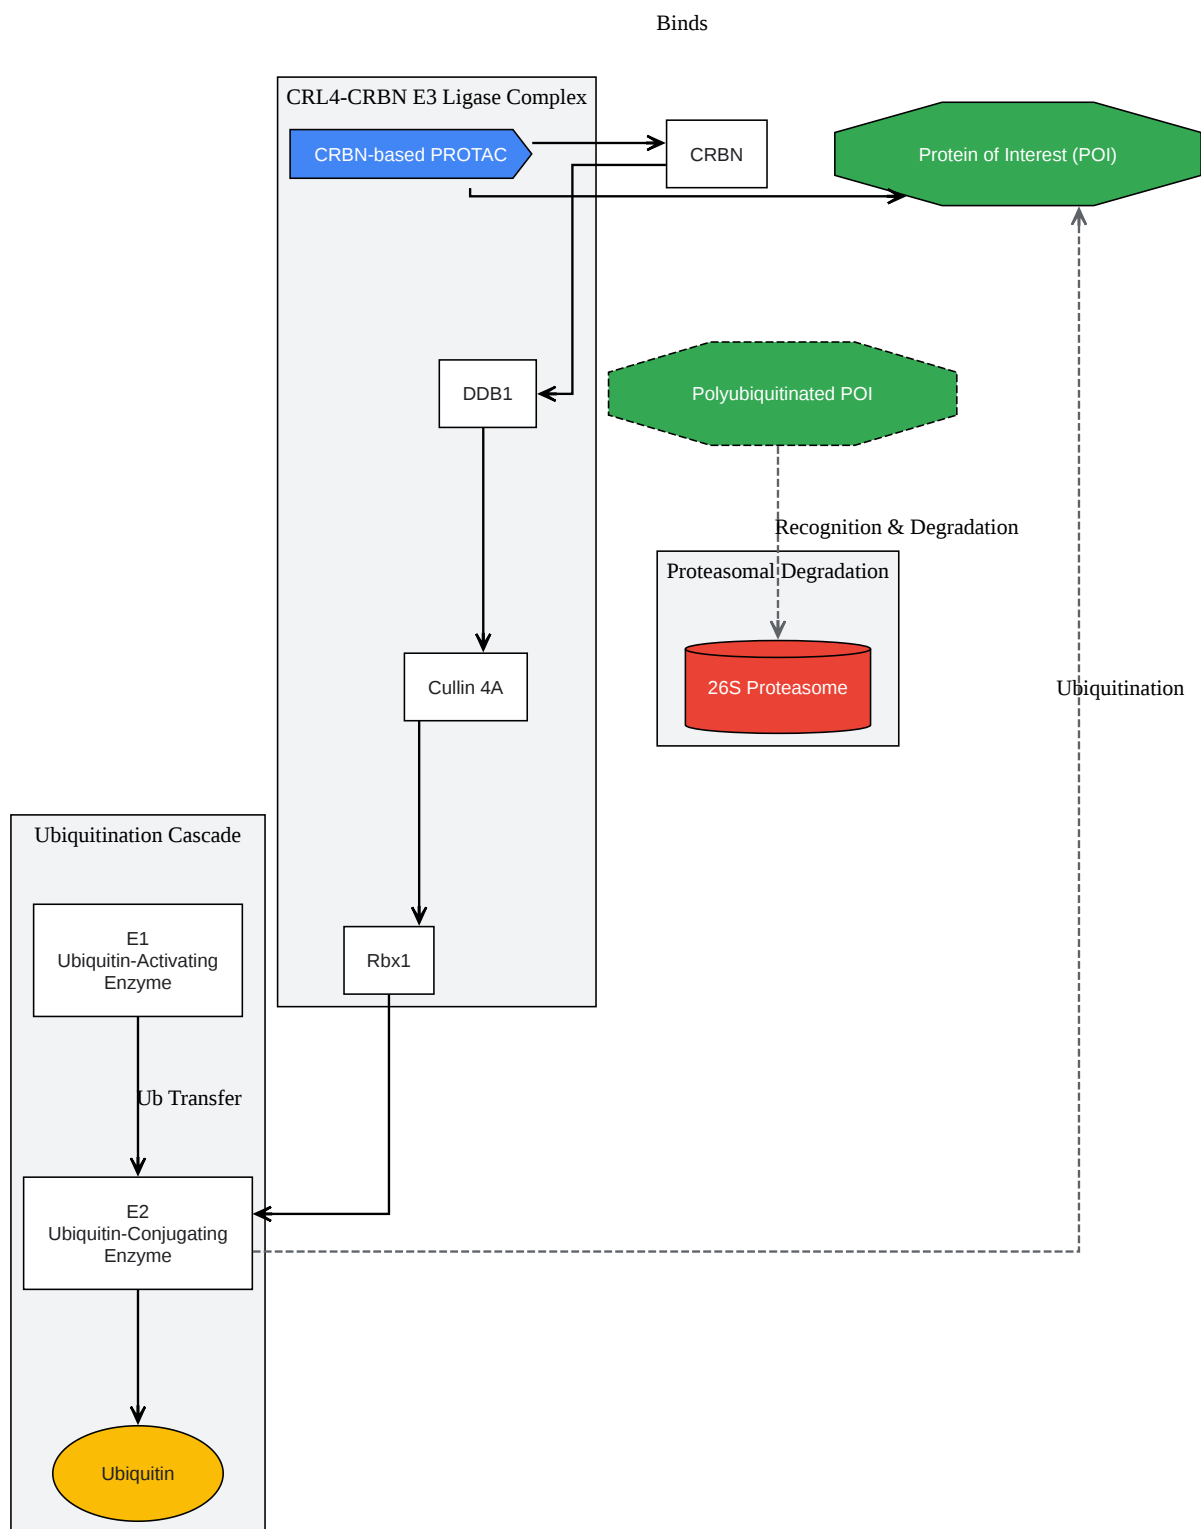 Binds
CRL4-CRBN E3 Ligase Complex
CRBN-based PROTAC
CRBN
Protein of Interest (POI)
DDB1
Polyubiquitinated POI
Recognition & Degradation
Proteasomal Degradation
Cullin 4A
26S Proteasome
Ubiquitination
Ubiquitination Cascade
E1
Ubiquitin-Activating
Enzyme
Rbx1
Ub Transfer
E2
Ubiquitin-Conjugating
Enzyme
Ubiquitin